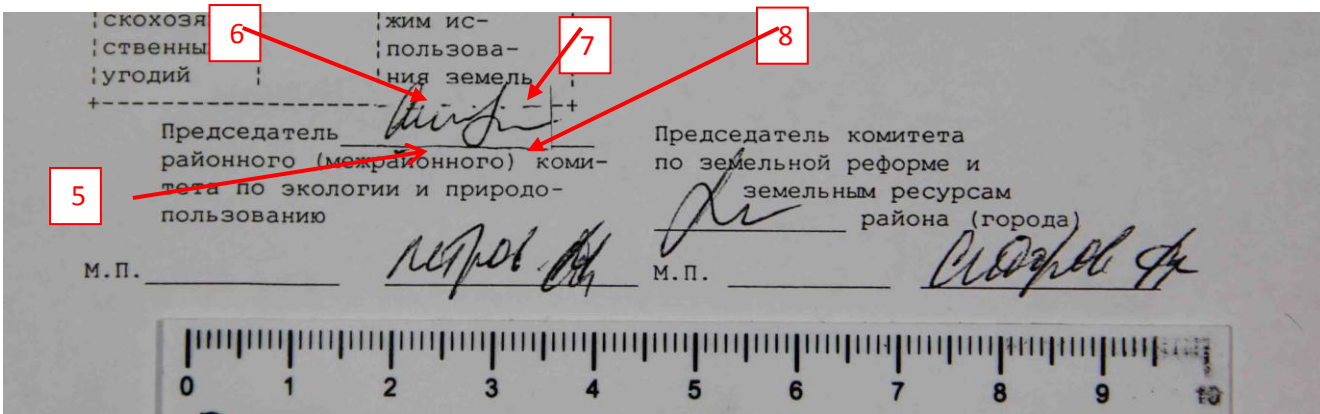 скохозя жим ис-
ственны пользова-
угодий ния земель
6
7
8
5
Председатель
районного (межрайонного) коми-
тета по экологии и природо-
пользованию
Председатель комитета
по земельной реформе и
земельным ресурсам
района (города)
М.П. Петров
М.П. Сидоров
0 1 2 3 4 5 6 7 8 9 10